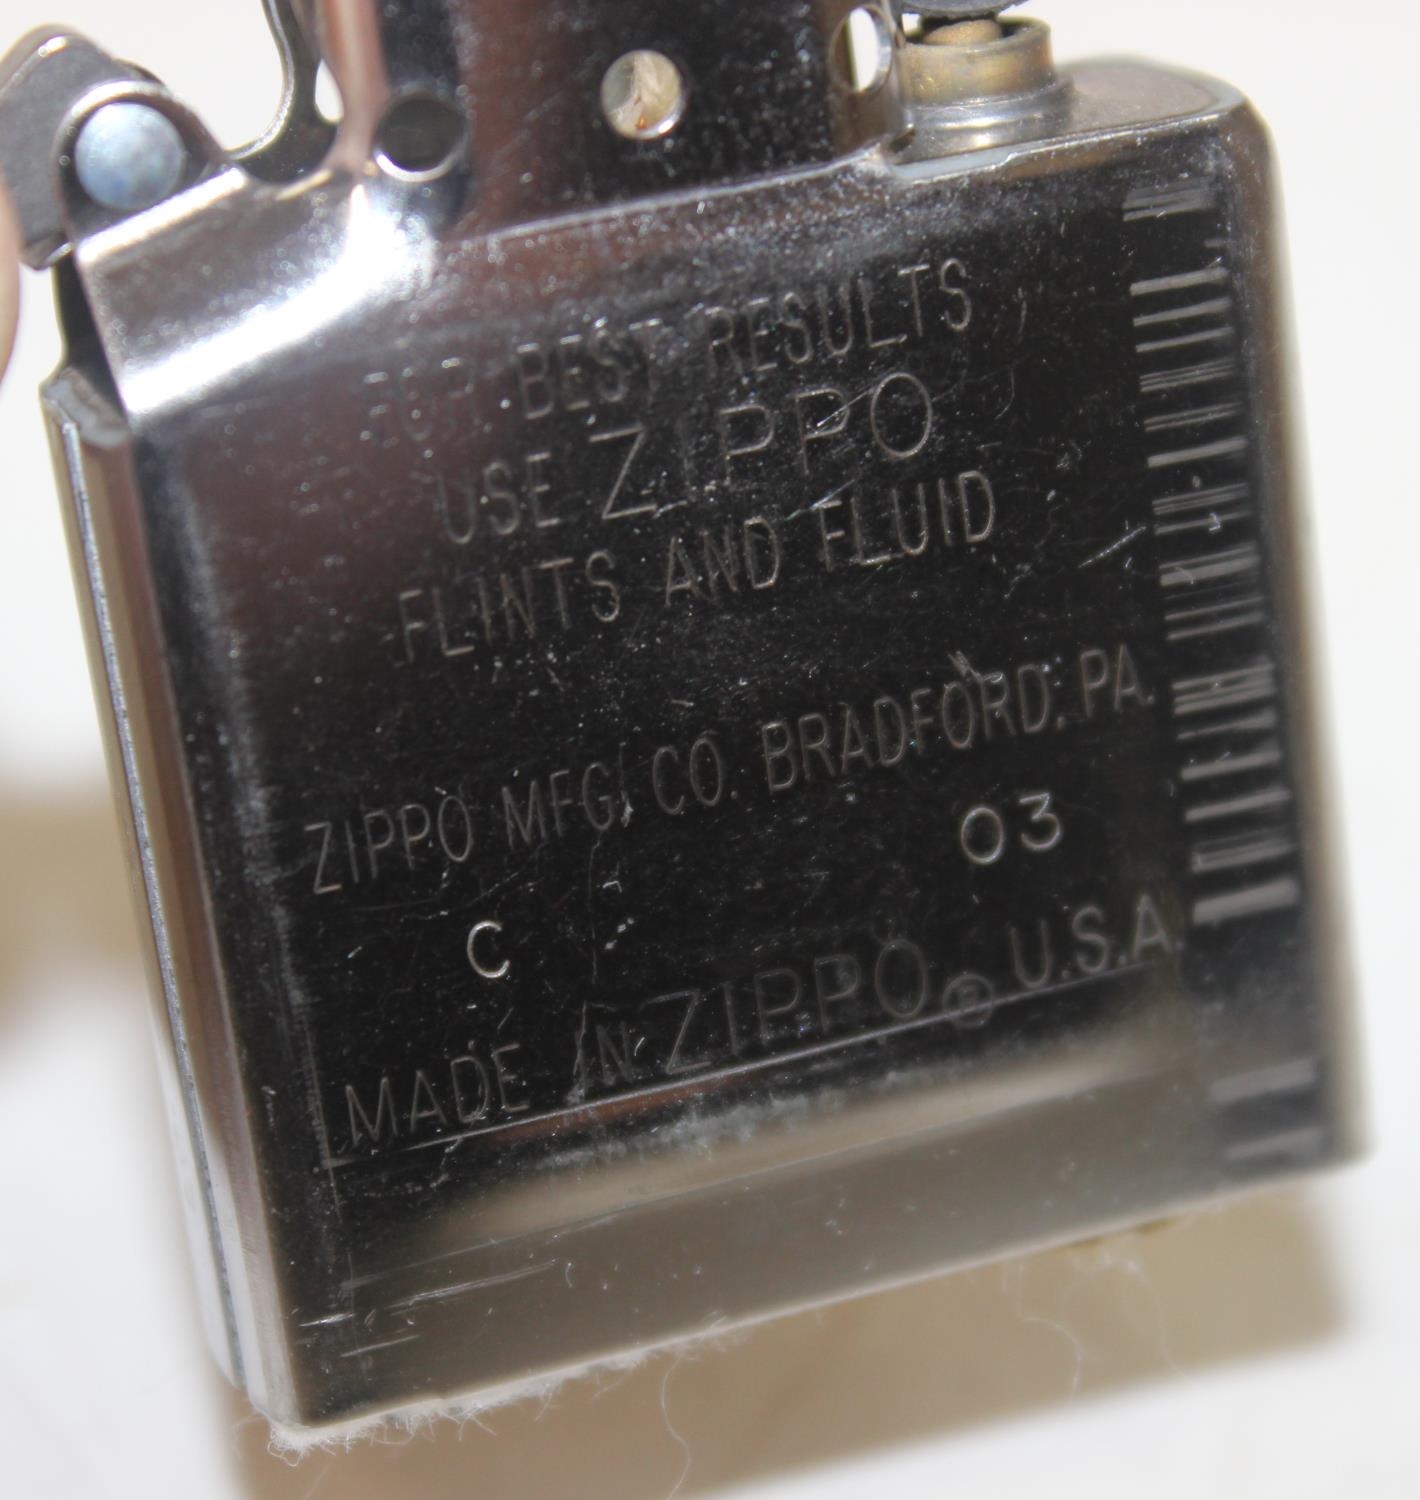 FOR BEST RESULTS
USE ZIPPO
FLINTS AND FLUID
ZIPPO MFG. CO. BRADFORD, PA.
03
C
MADE IN ZIPPO® U.S.A.